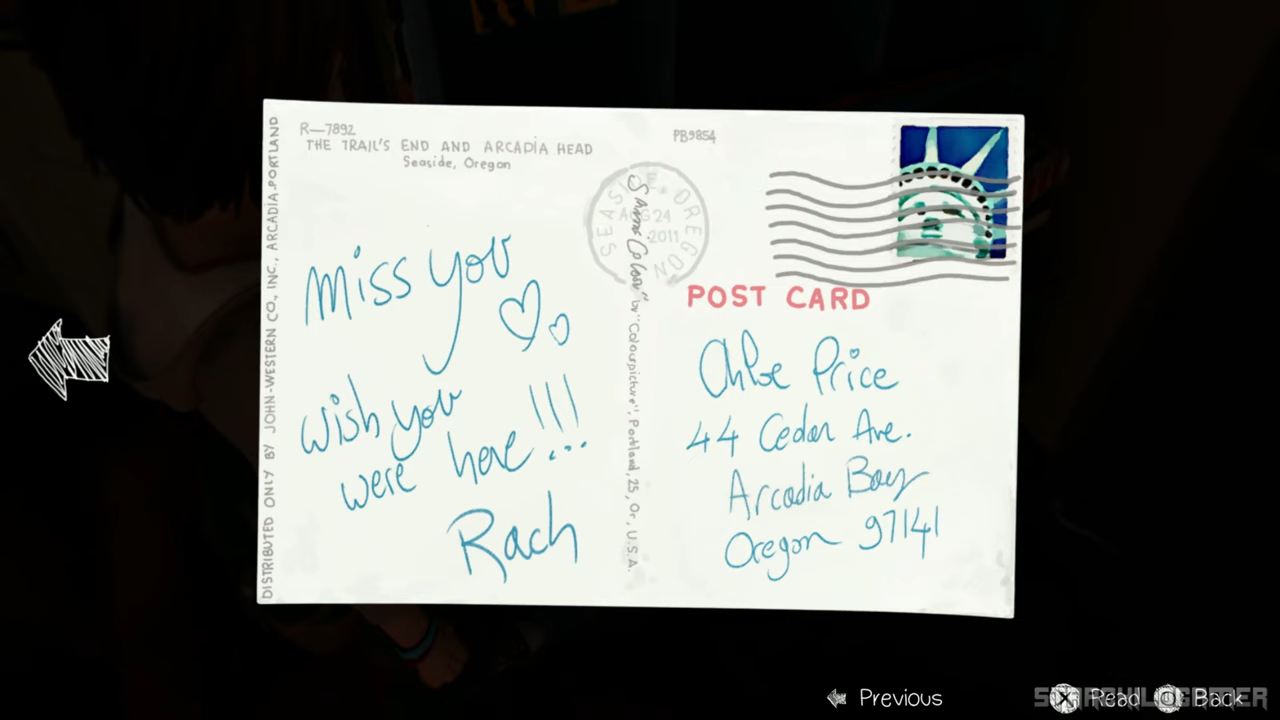 R—7892
THE TRAIL'S END AND ARCADIA HEAD
Seaside, Oregon
PB9854
DISTRIBUTED ONLY BY JOHN-WESTERN CO., INC., ARCADIA.PORTLAND
SEASIDE. OREGON
AUG 24
2011
by "Colourpicture", Portland, 25, Or, U.S.A.
Miss you
wish you
were here!!!
Rach
POST CARD
Chloe Price
44 Cedar Ave.
Arcadia Bay
Oregon 97141
Previous
Read
Back